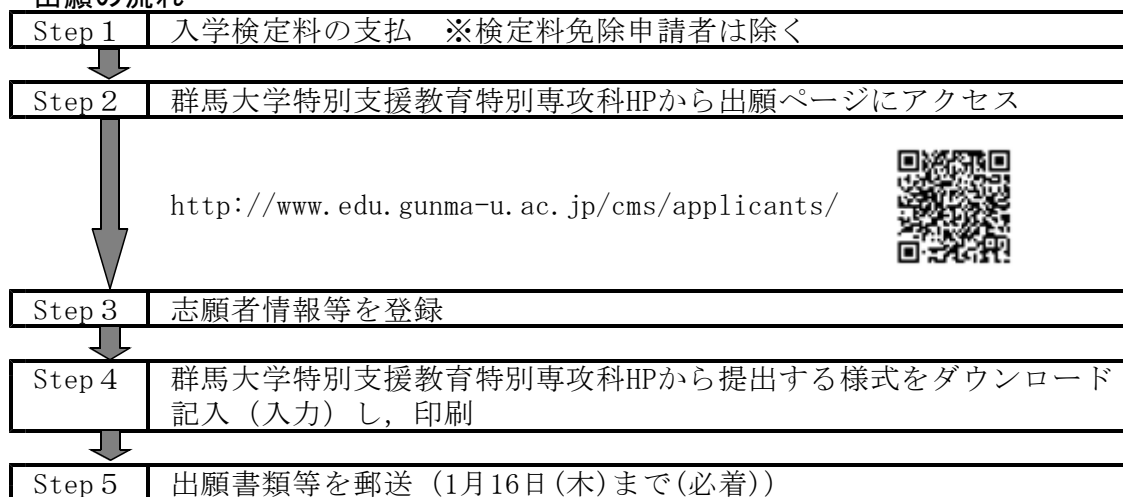 出願の流れ
Step１ 入学検定料の支払　※検定料免除申請者は除く
Step２ 群馬大学特別支援教育特別専攻科HPから出願ページにアクセス
http://www.edu.gunma-u.ac.jp/cms/applicants/
Step３ 志願者情報等を登録
Step４ 群馬大学特別支援教育特別専攻科HPから提出する様式をダウンロード
記入（入力）し，印刷
Step５ 出願書類等を郵送（1月16日(木)まで(必着)）